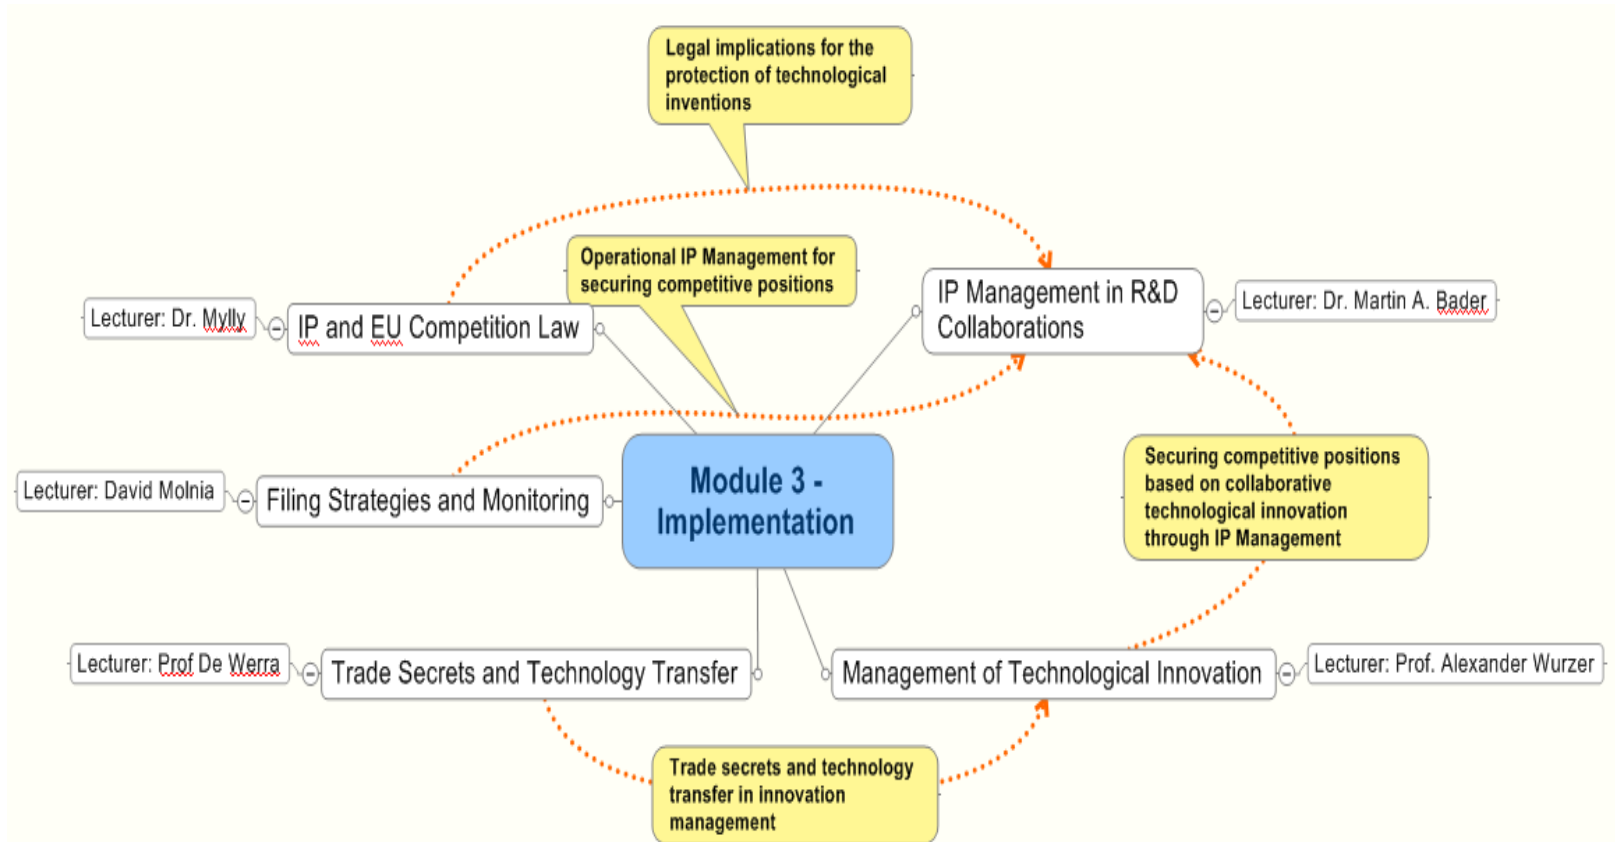 Legal implications for the
protection of technological
inventions
Operational IP Management for
securing competitive positions
Lecturer: Dr. Mylly
IP and EU Competition Law
IP Management in R&D
Collaborations
Lecturer: Dr. Martin A. Bader
Lecturer: David Molnia
Filing Strategies and Monitoring
Module 3 -
Implementation
Securing competitive positions
based on collaborative
technological innovation
through IP Management
Lecturer: Prof De Werra
Trade Secrets and Technology Transfer
Management of Technological Innovation
Lecturer: Prof. Alexander Wurzer
Trade secrets and technology
transfer in innovation
management